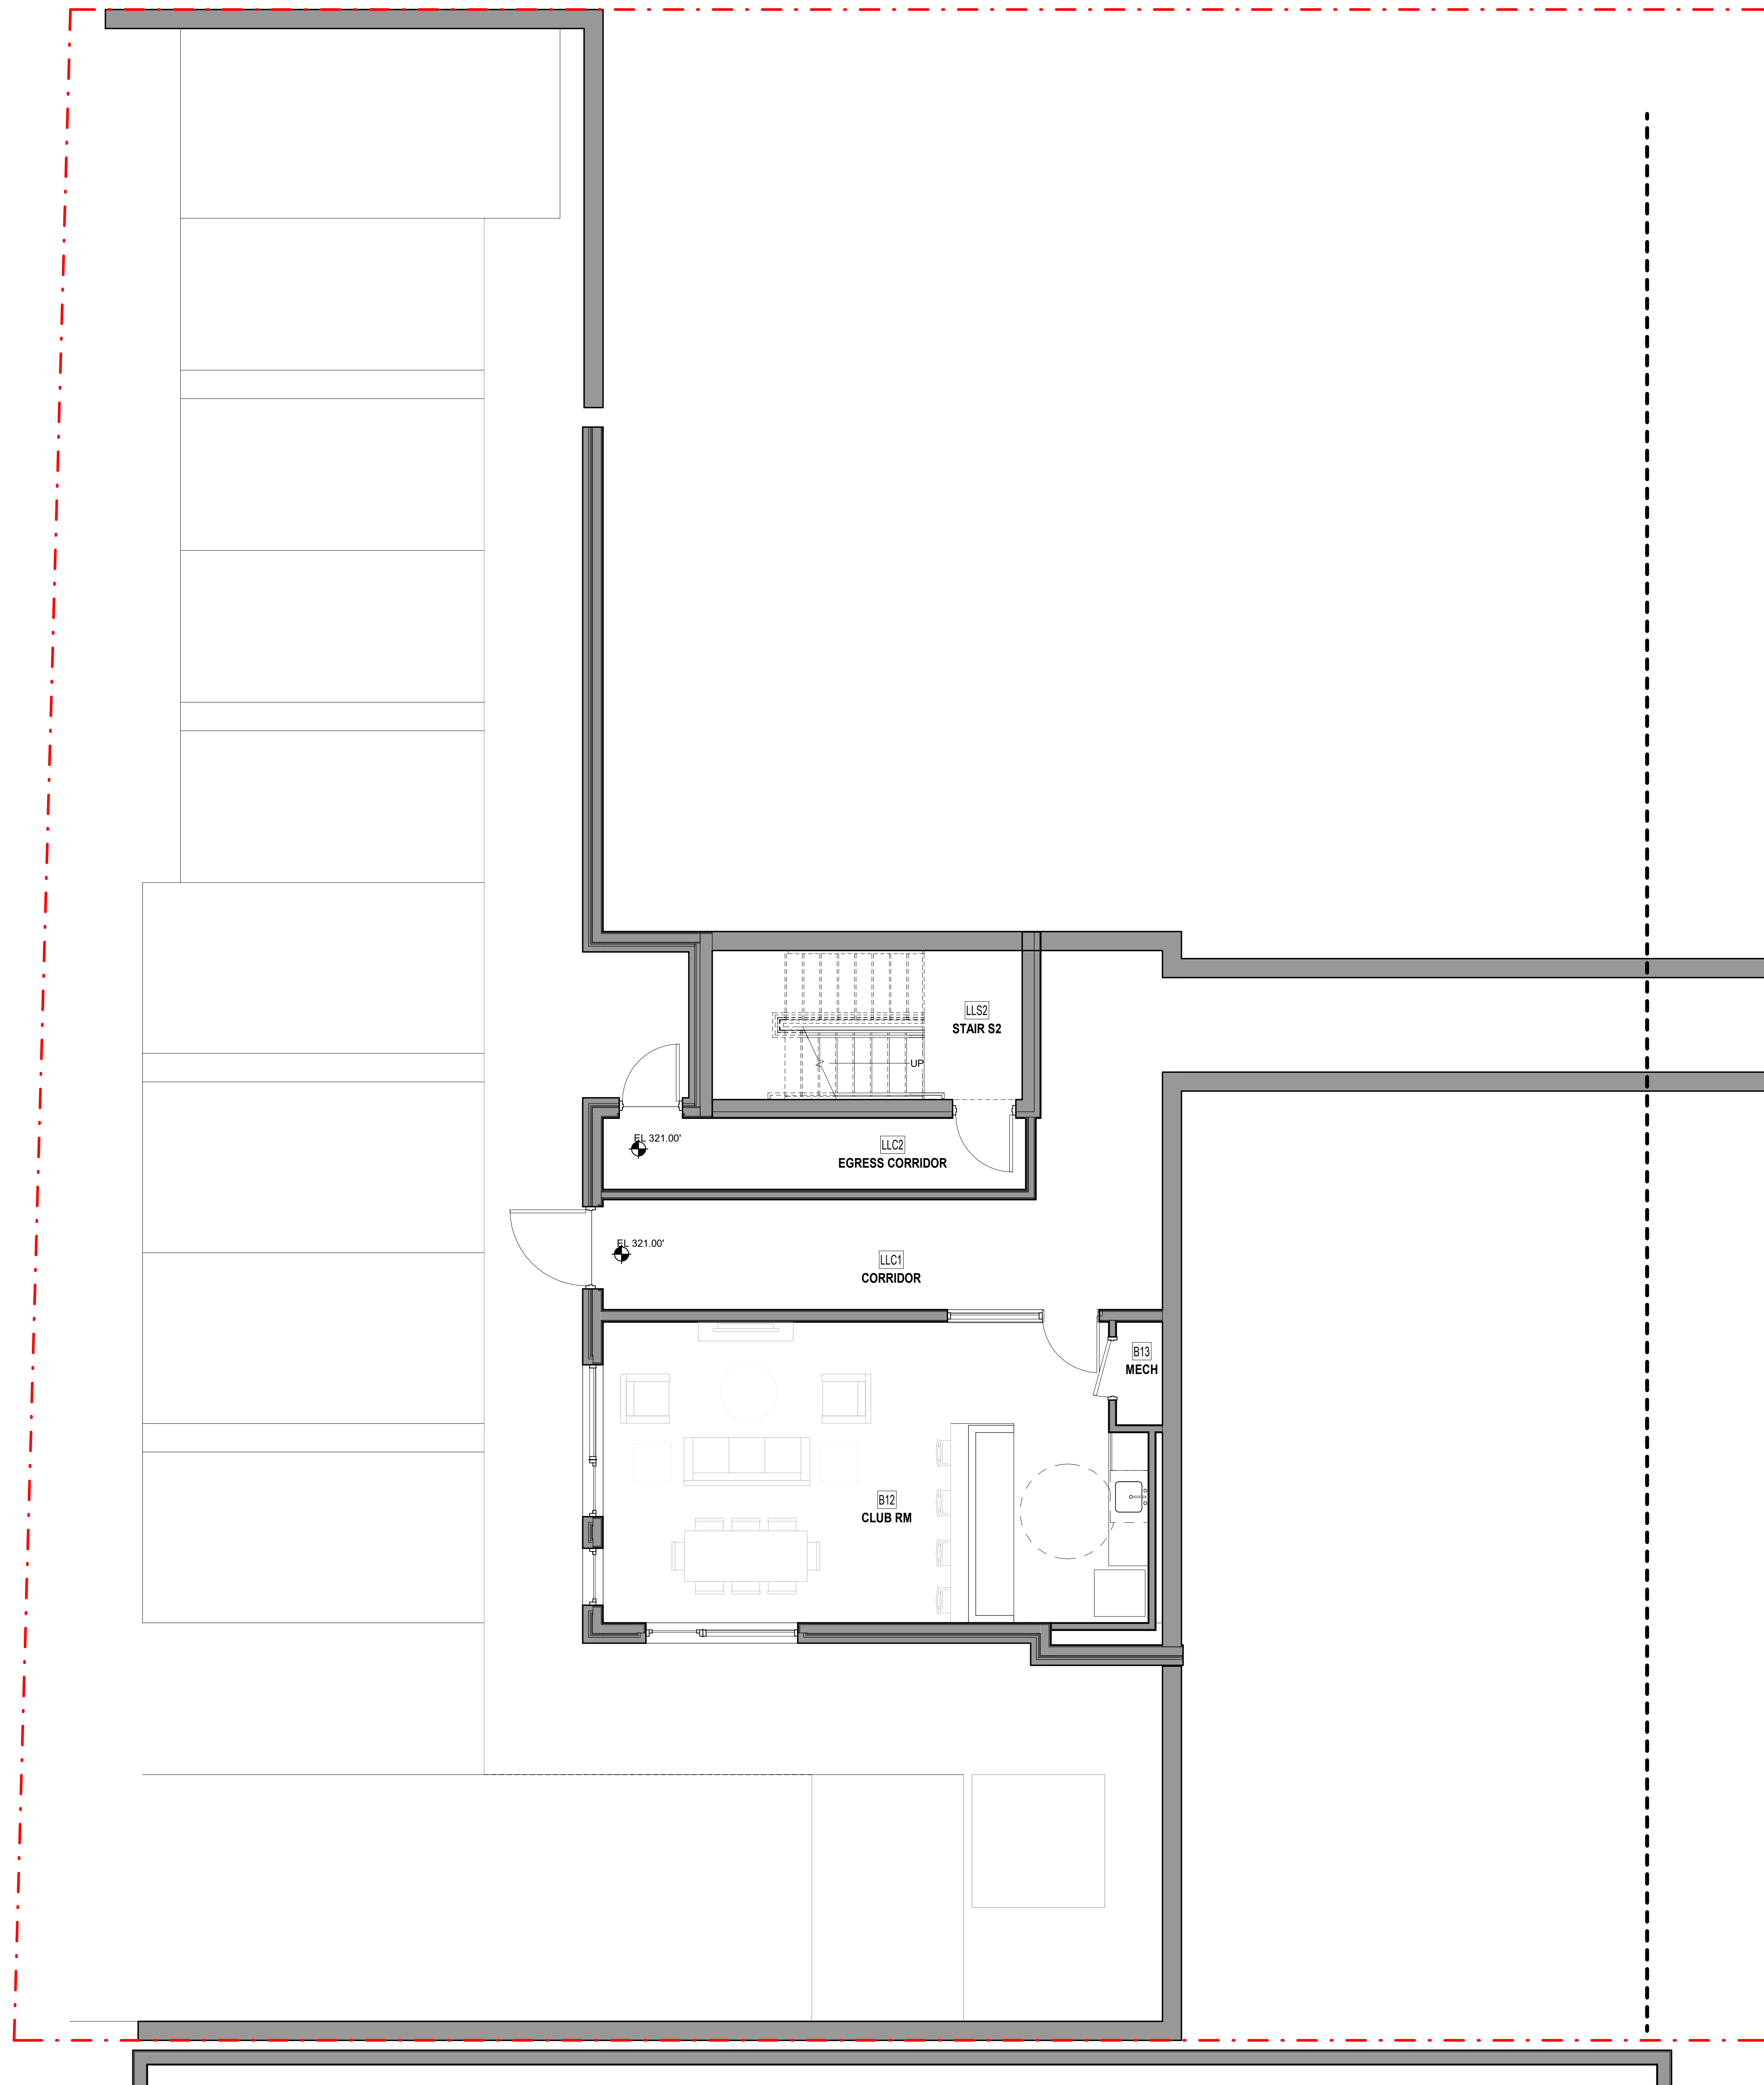 LLS2
STAIR S2
UP
EL 321.00'
LLC2
EGRESS CORRIDOR
EL 321.00'
LLC1
CORRIDOR
B13
MECH
B12
CLUB RM